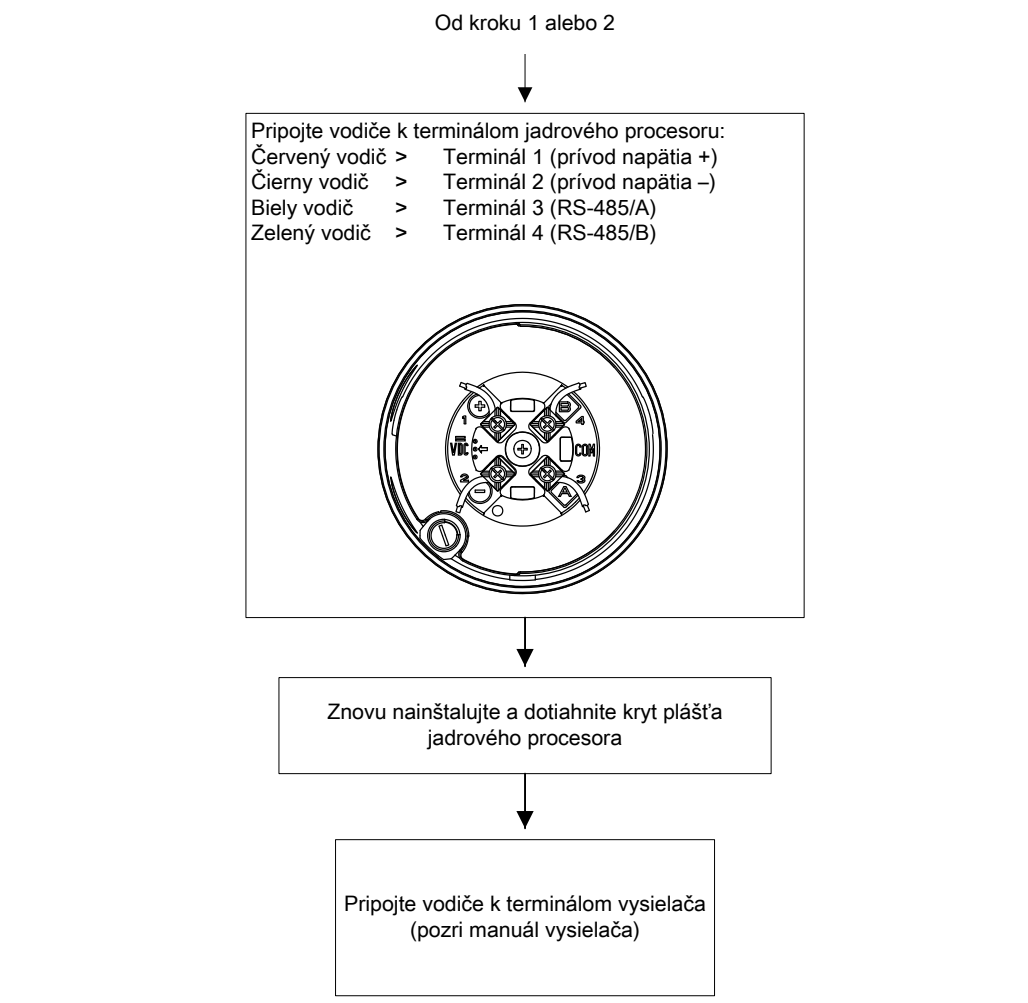 Od kroku 1 alebo 2
Pripojte vodiče k terminálom jadrového procesoru:
Červený vodič > Terminál 1 (prívod napätia +)
Čierny vodič > Terminál 2 (prívod napätia –)
Biely vodič > Terminál 3 (RS-485/A)
Zelený vodič > Terminál 4 (RS-485/B)
+ B
1 4
VDC + COM
2 3
– A
Znovu nainštalujte a dotiahnite kryt plášťa
jadrového procesora
Pripojte vodiče k terminálom vysielača
(pozri manuál vysielača)